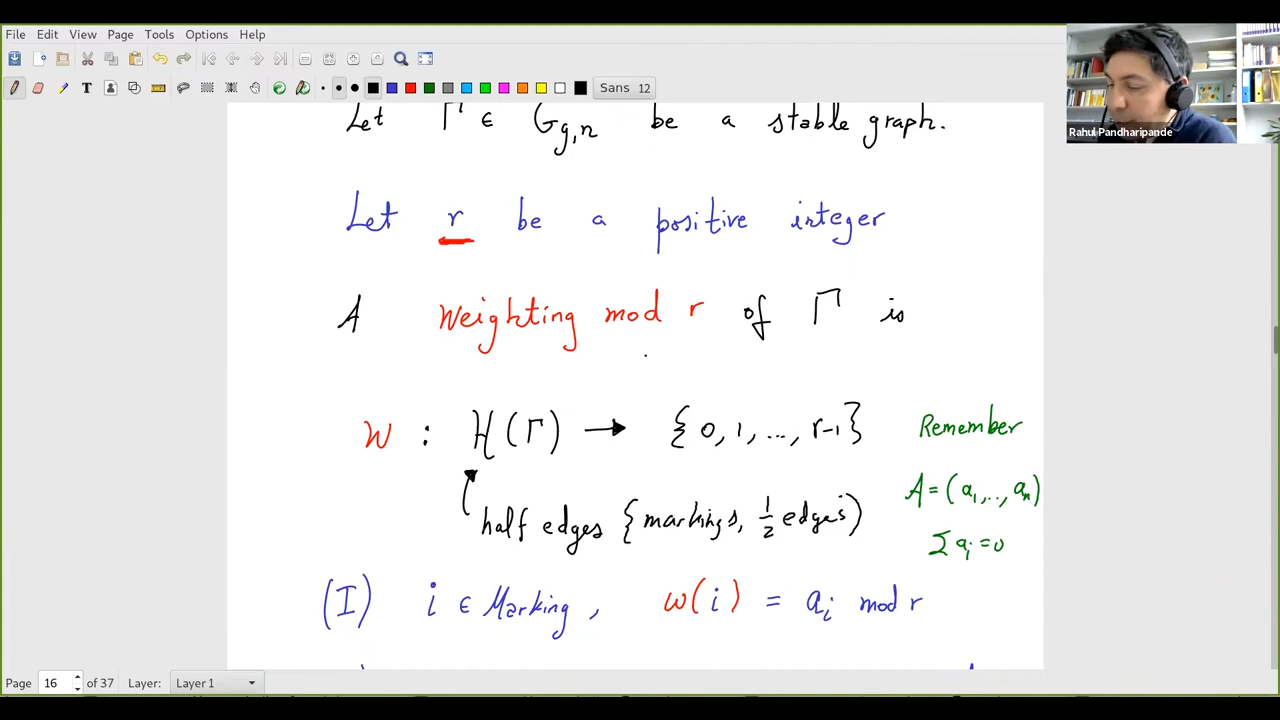 File Edit View Page Tools Options Help
Sans 12
Rahul Pandharipande
Let Γ ∈ G_{g,n} be a stable graph.
Let r be a positive integer
A Weighting mod r of Γ is
w : H(Γ) → {0, 1, ..., r-1}
Remember
A = (a_1, .., a_n)
half edges {markings, 1/2 edges}
Σ a_i = 0
(I) i ∈ Marking, w(i) = a_i mod r
Page 16 of 37 Layer: Layer 1